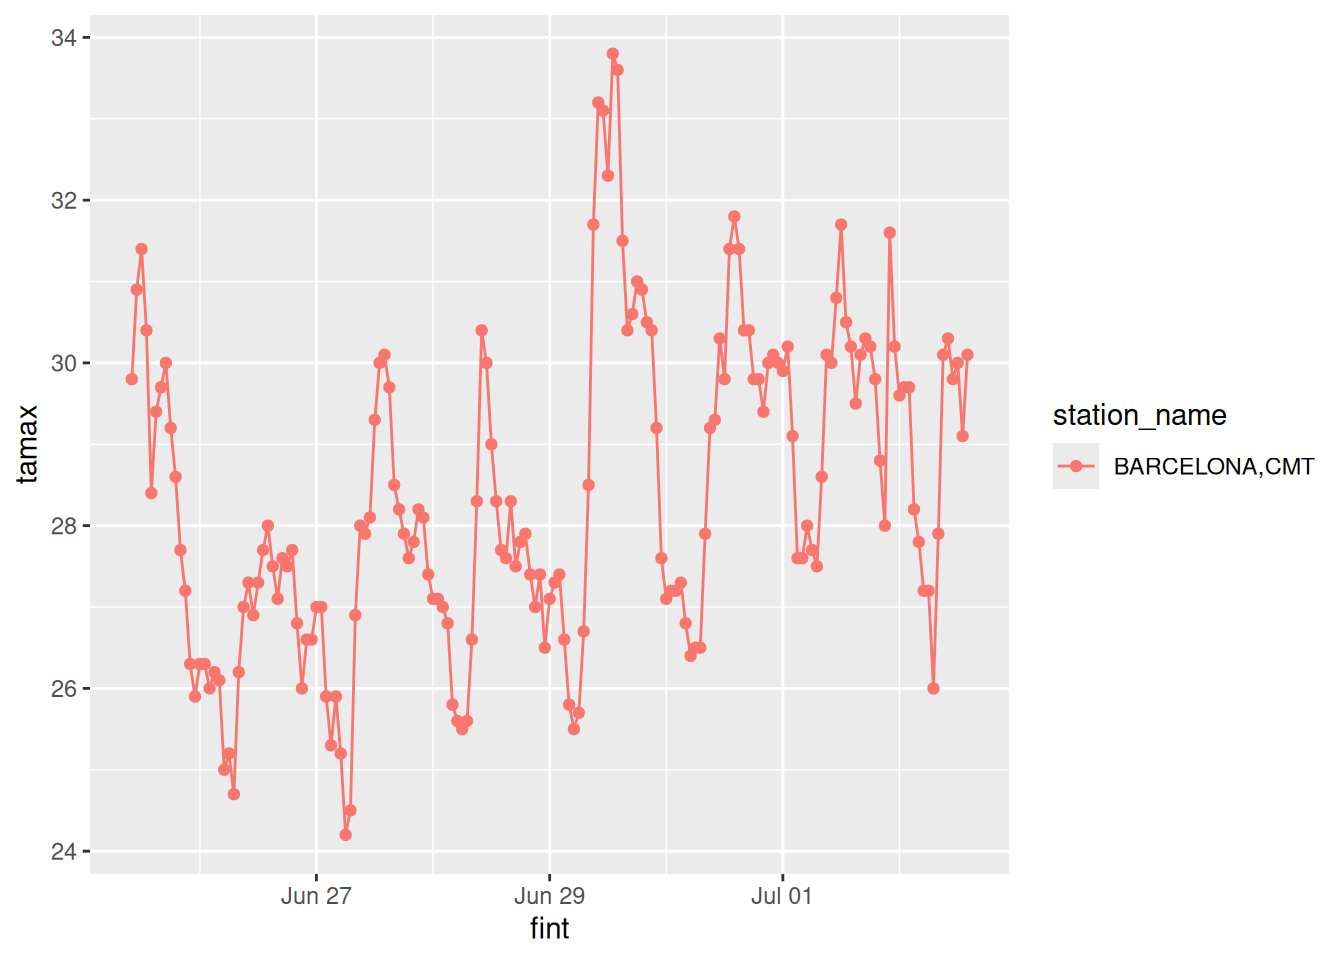 34
32
30
28
26
24
tamax
Jun 27
Jun 29
Jul 01
fint
station_name
BARCELONA,CMT